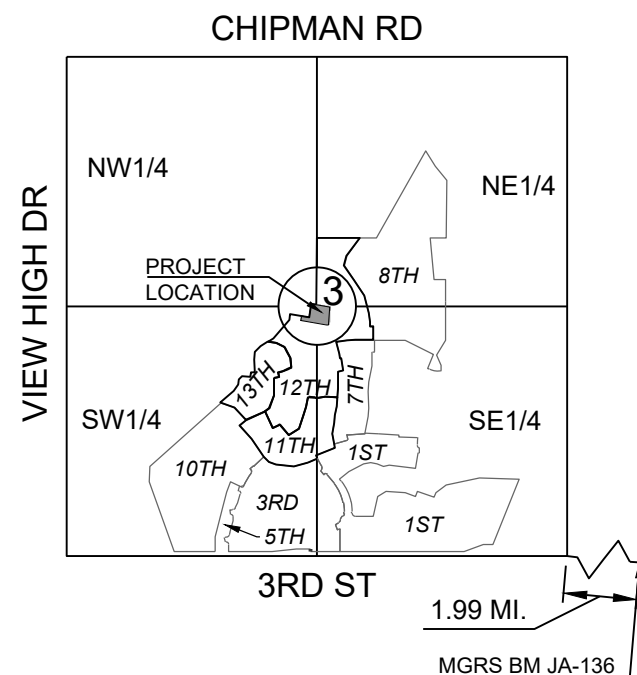 CHIPMAN RD
NW1/4
NE1/4
VIEW HIGH DR
PROJECT
LOCATION
3
8TH
13TH
12TH
7TH
SW1/4
SE1/4
11TH
1ST
10TH
3RD
1ST
5TH
3RD ST
1.99 MI.
MGRS BM JA-136